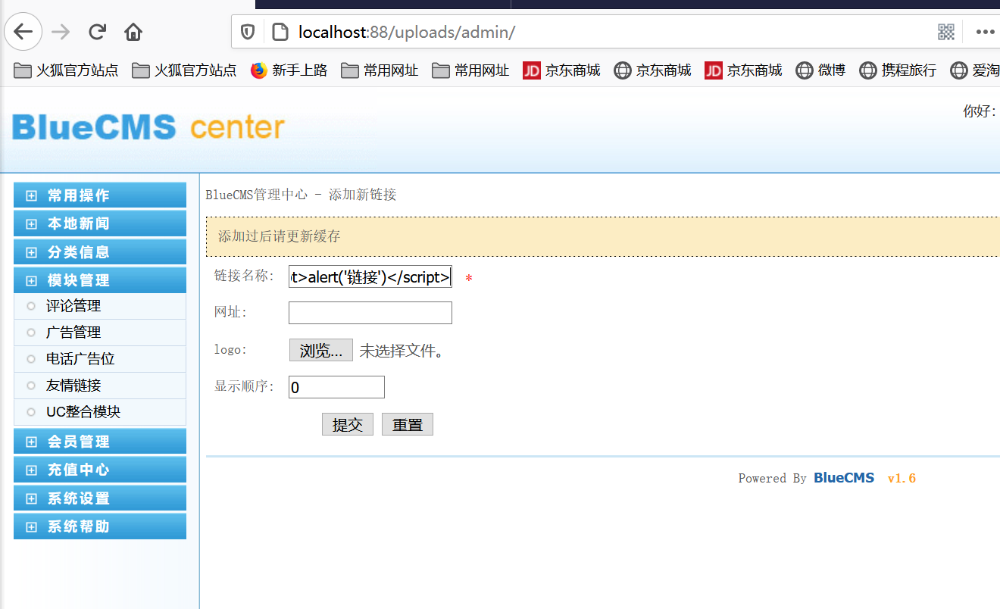 localhost:88/uploads/admin/
火狐官方站点 火狐官方站点 新手上路 常用网址 常用网址 JD 京东商城 京东商城 JD 京东商城 微博 携程旅行 爱淘
BlueCMS center
你好:
常用操作
本地新闻
分类信息
模块管理
评论管理
广告管理
电话广告位
友情链接
UC整合模块
会员管理
充值中心
系统设置
系统帮助
BlueCMS管理中心 - 添加新链接
添加过后请更新缓存
链接名称: t>alert('链接')</script> *
网址:
logo: 浏览... 未选择文件。
显示顺序: 0
提交 重置
Powered By BlueCMS v1.6